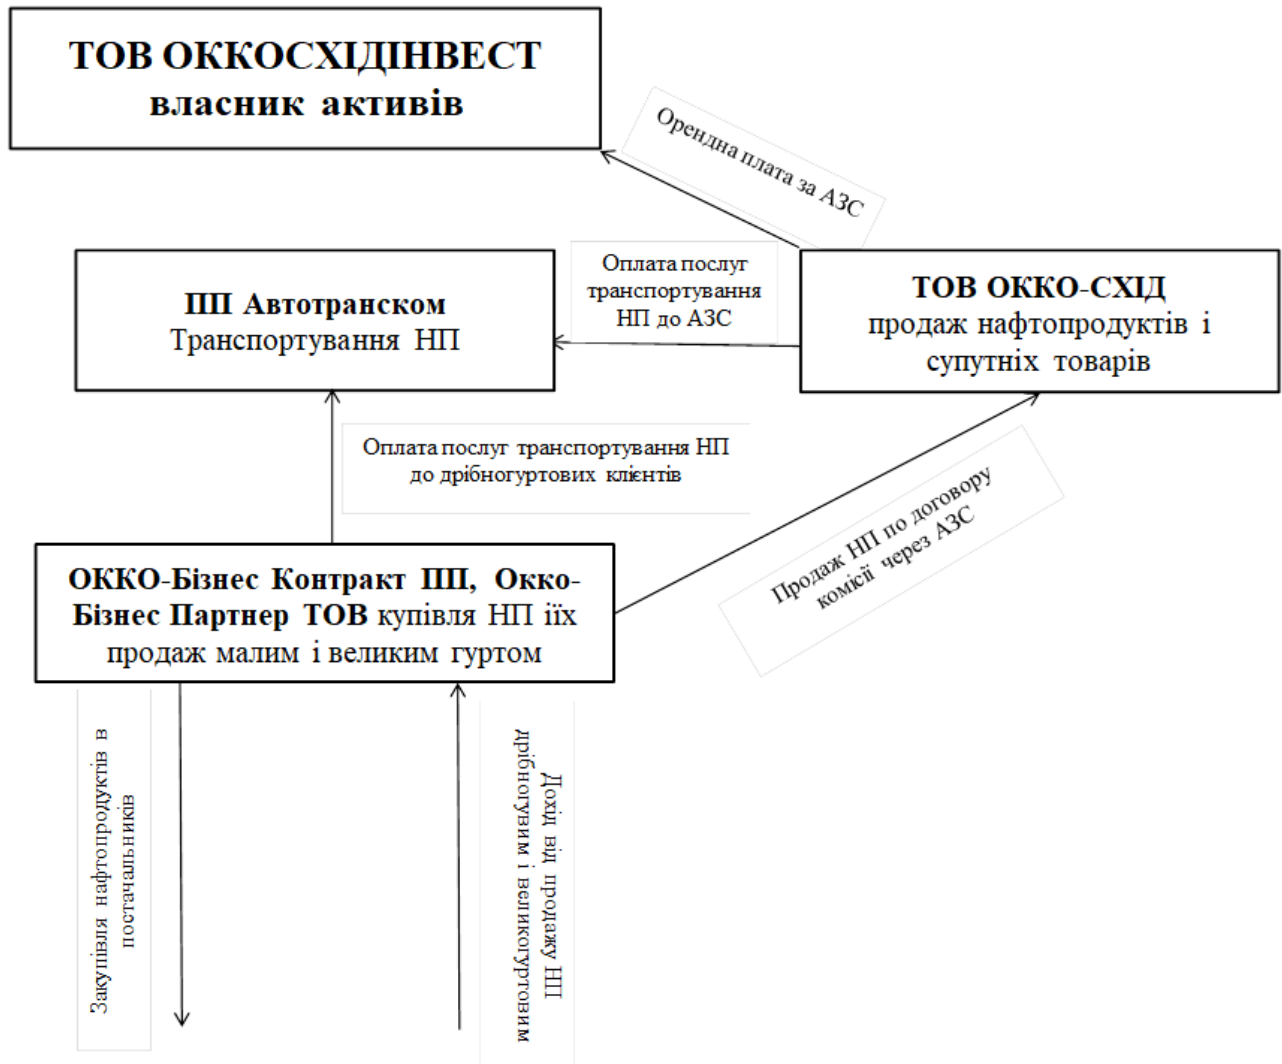 ТОВ ОККОСХІДІНВЕСТ
власник активів
Орендна плата за АЗС
ПП Автотранском
Транспортування НП
Оплата послуг
транспортування
НП до АЗС
ТОВ ОККО-СХІД
продаж нафтопродуктів і
супутніх товарів
Оплата послуг транспортування НП
до дрібногуртових клієнтів
Продаж НП по договору
комісії через АЗС
ОККО-Бізнес Контракт ПП, Окко-
Бізнес Партнер ТОВ купівля НП іїх
продаж малим і великим гуртом
Закупівля нафтопродуктів в
постачальників
Дохід від продажу НП
дрібногувим і великогуртовим